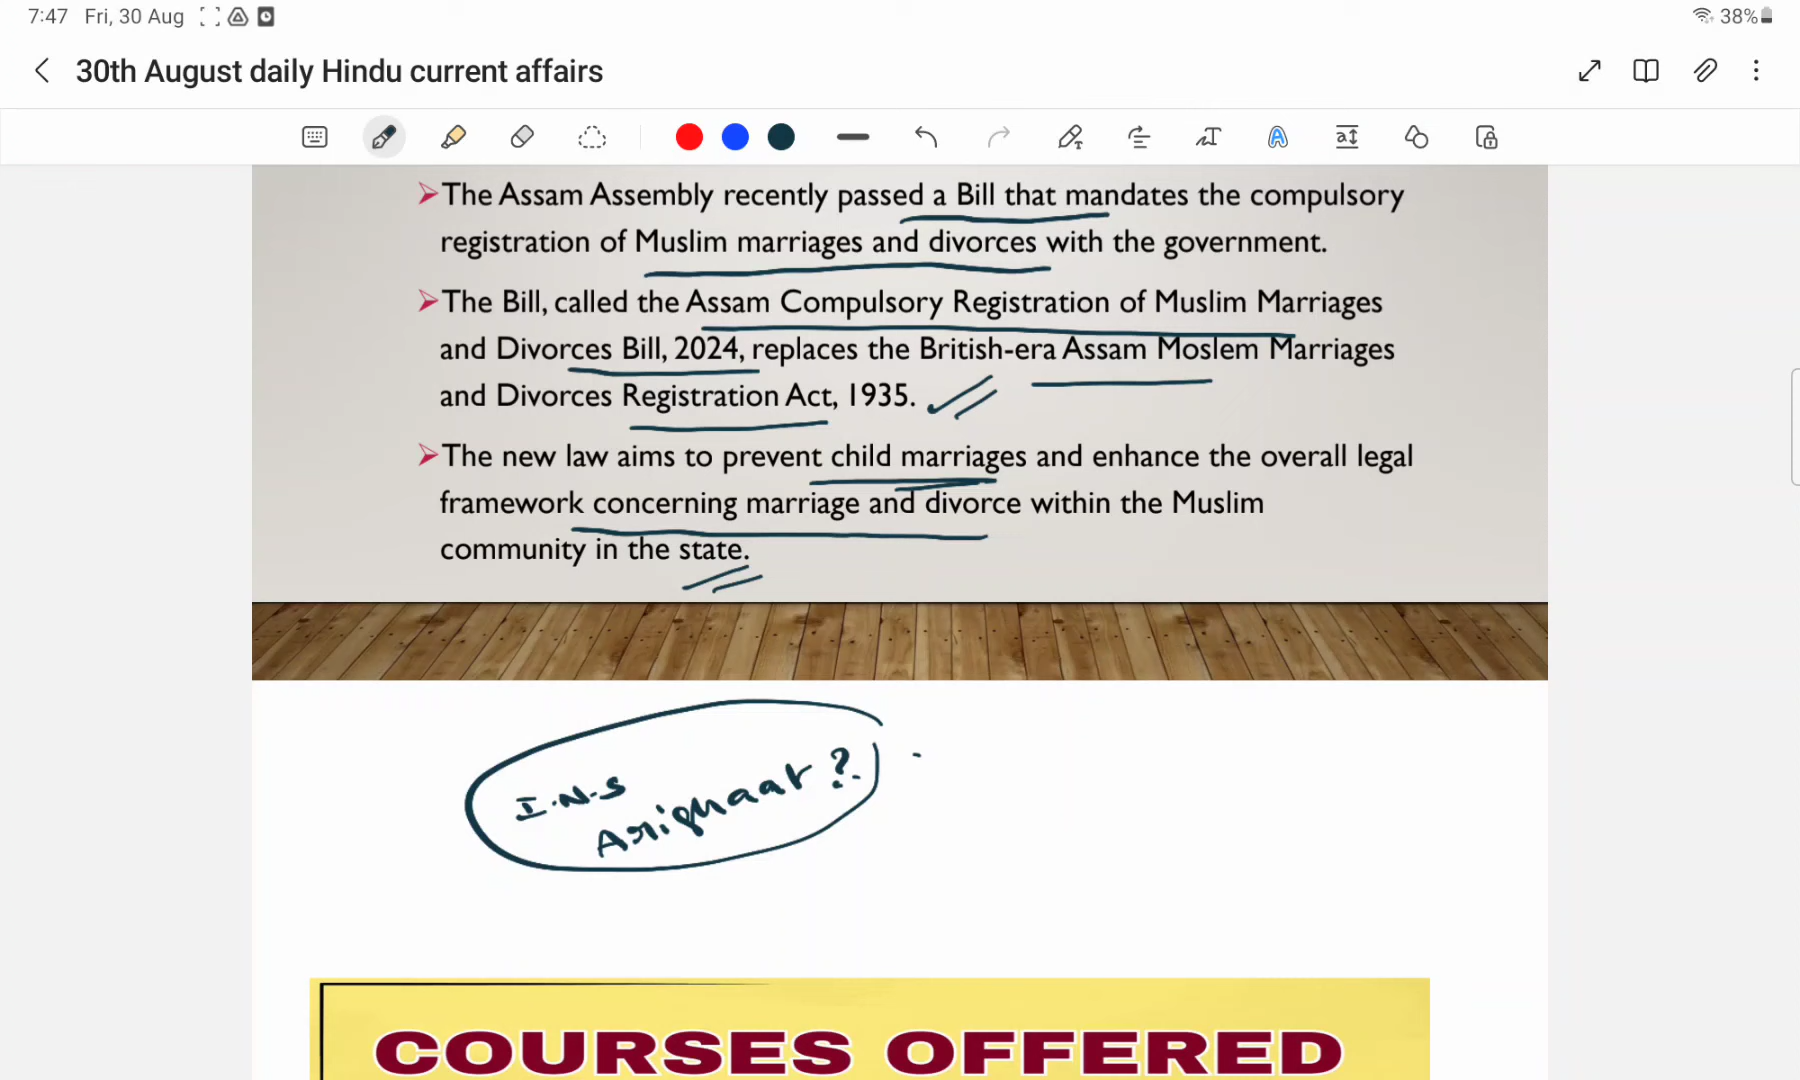 7:47 Fri, 30 Aug
38%
30th August daily Hindu current affairs
The Assam Assembly recently passed a Bill that mandates the compulsory
registration of Muslim marriages and divorces with the government.
The Bill, called the Assam Compulsory Registration of Muslim Marriages
and Divorces Bill, 2024, replaces the British-era Assam Moslem Marriages
and Divorces Registration Act, 1935.
The new law aims to prevent child marriages and enhance the overall legal
framework concerning marriage and divorce within the Muslim
community in the state.
I.N.S
Arighaat ?
COURSES OFFERED